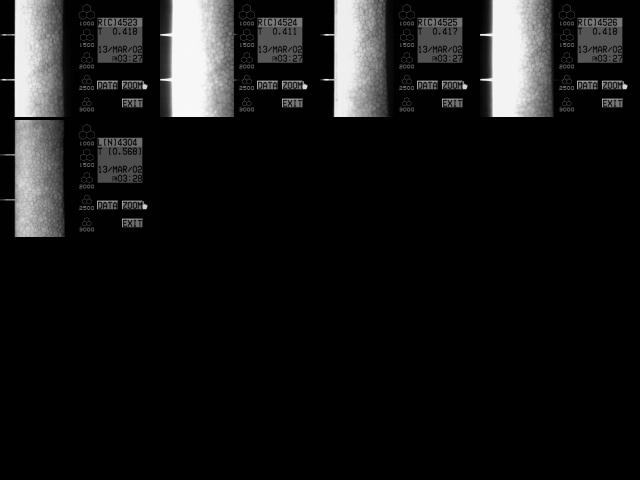 1000 R(C)4523
T 0.418
1500
13/MAR/02
PM03:27
2000
2500 DATA ZOOM
EXIT
3000
1000 R(C)4524
T 0.411
1500
13/MAR/02
PM03:27
2000
2500 DATA ZOOM
EXIT
3000
1000 R(C)4525
T 0.417
1500
13/MAR/02
PM03:27
2000
2500 DATA ZOOM
EXIT
3000
1000 R(C)4526
T 0.418
1500
13/MAR/02
PM03:27
2000
2500 DATA ZOOM
EXIT
3000
1000 L(N)4304
T (0.568)
1500
13/MAR/02
PM03:28
2000
2500 DATA ZOOM
EXIT
3000